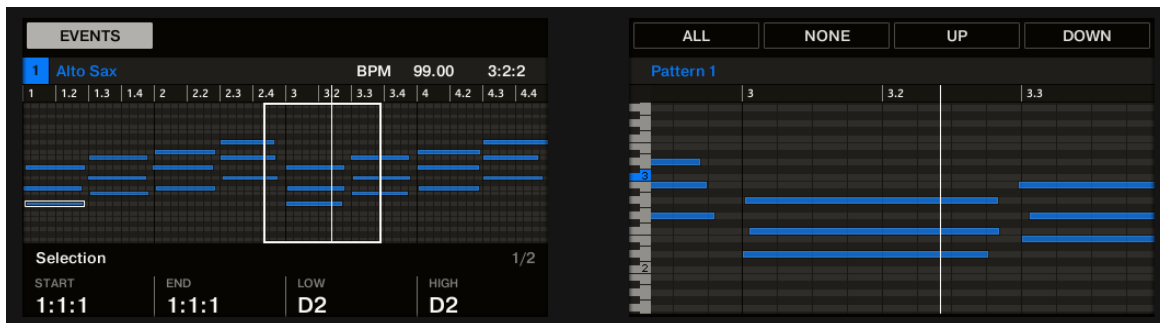 EVENTS
1 Alto Sax BPM 99.00 3:2:2
1 1.2 1.3 1.4 2 2.2 2.3 2.4 3 3.2 3.3 3.4 4 4.2 4.3 4.4
Selection 1/2
START END LOW HIGH
1:1:1 1:1:1 D2 D2
ALL NONE UP DOWN
Pattern 1
3 3.2 3.3
3
2